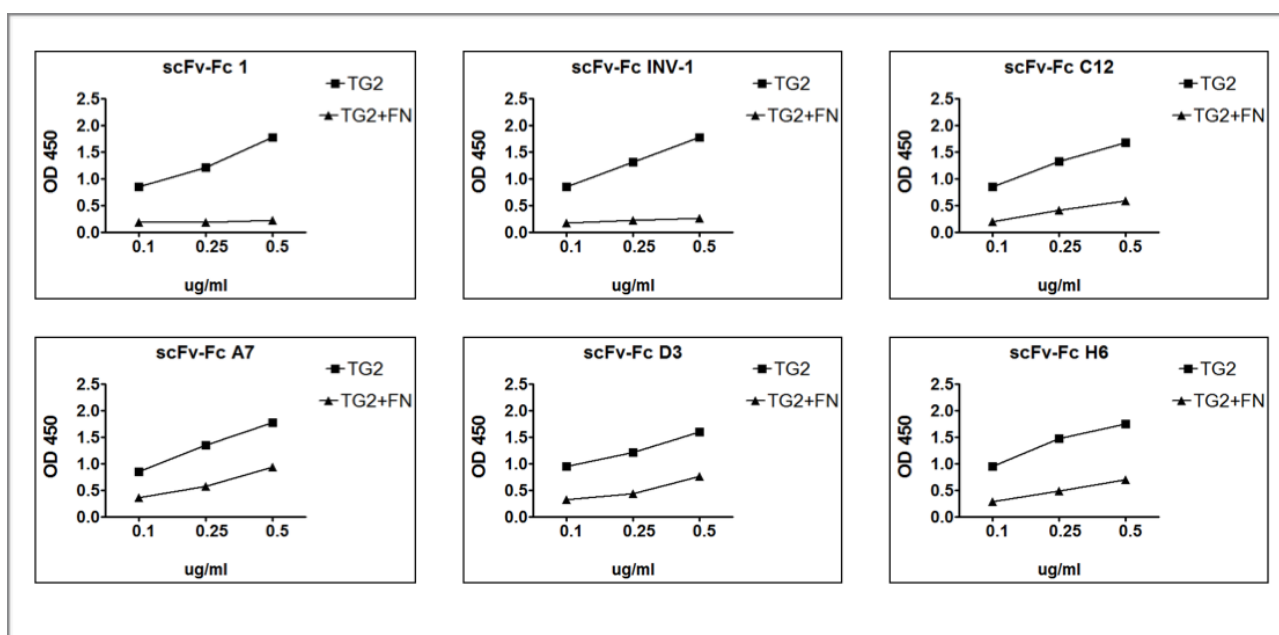 scFv-Fc 1
TG2
TG2+FN
OD 450
2.5
2.0
1.5
1.0
0.5
0.0
0.1 0.25 0.5
ug/ml
scFv-Fc INV-1
TG2
TG2+FN
OD 450
2.5
2.0
1.5
1.0
0.5
0.0
0.1 0.25 0.5
ug/ml
scFv-Fc C12
TG2
TG2+FN
OD 450
2.5
2.0
1.5
1.0
0.5
0.0
0.1 0.25 0.5
ug/ml
scFv-Fc A7
TG2
TG2+FN
OD 450
2.5
2.0
1.5
1.0
0.5
0.0
0.1 0.25 0.5
ug/ml
scFv-Fc D3
TG2
TG2+FN
OD 450
2.5
2.0
1.5
1.0
0.5
0.0
0.1 0.25 0.5
ug/ml
scFv-Fc H6
TG2
TG2+FN
OD 450
2.5
2.0
1.5
1.0
0.5
0.0
0.1 0.25 0.5
ug/ml